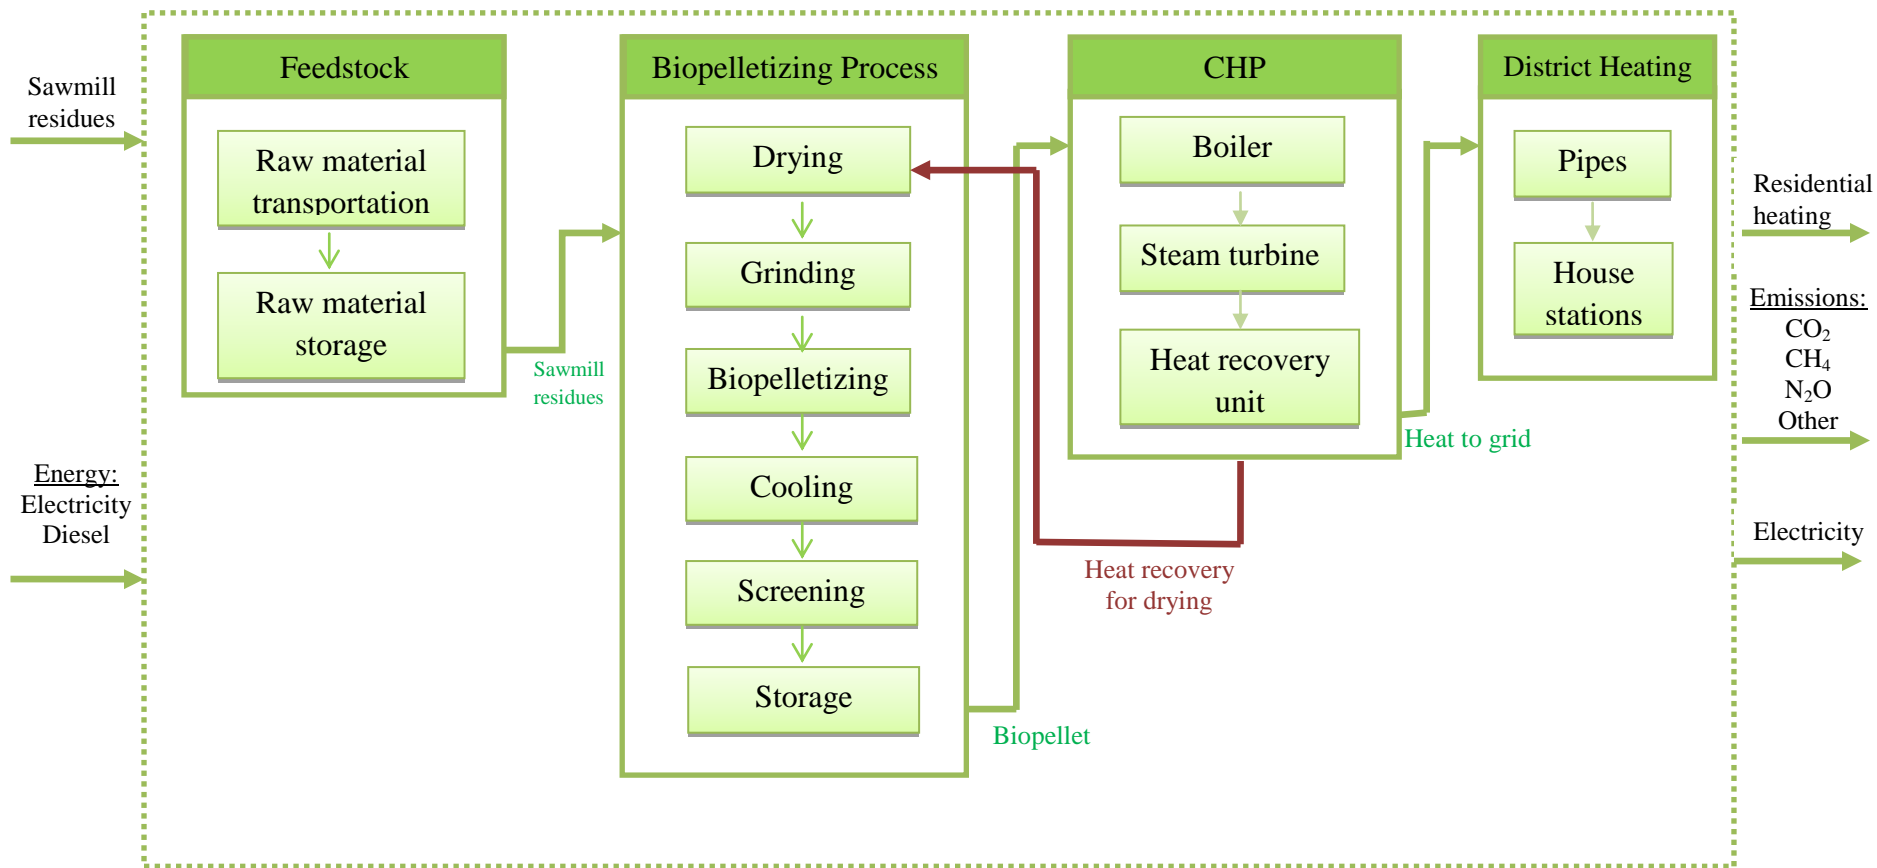 Sawmill
residues
Energy:
Electricity
Diesel
Feedstock
Raw material
transportation
Raw material
storage
Sawmill
residues
Biopelletizing Process
Drying
Grinding
Biopelletizing
Cooling
Screening
Storage
Biopellet
CHP
Boiler
Steam turbine
Heat recovery
unit
Heat recovery
for drying
Heat to grid
District Heating
Pipes
House
stations
Residential
heating
Emissions:
CO₂
CH₄
N₂O
Other
Electricity